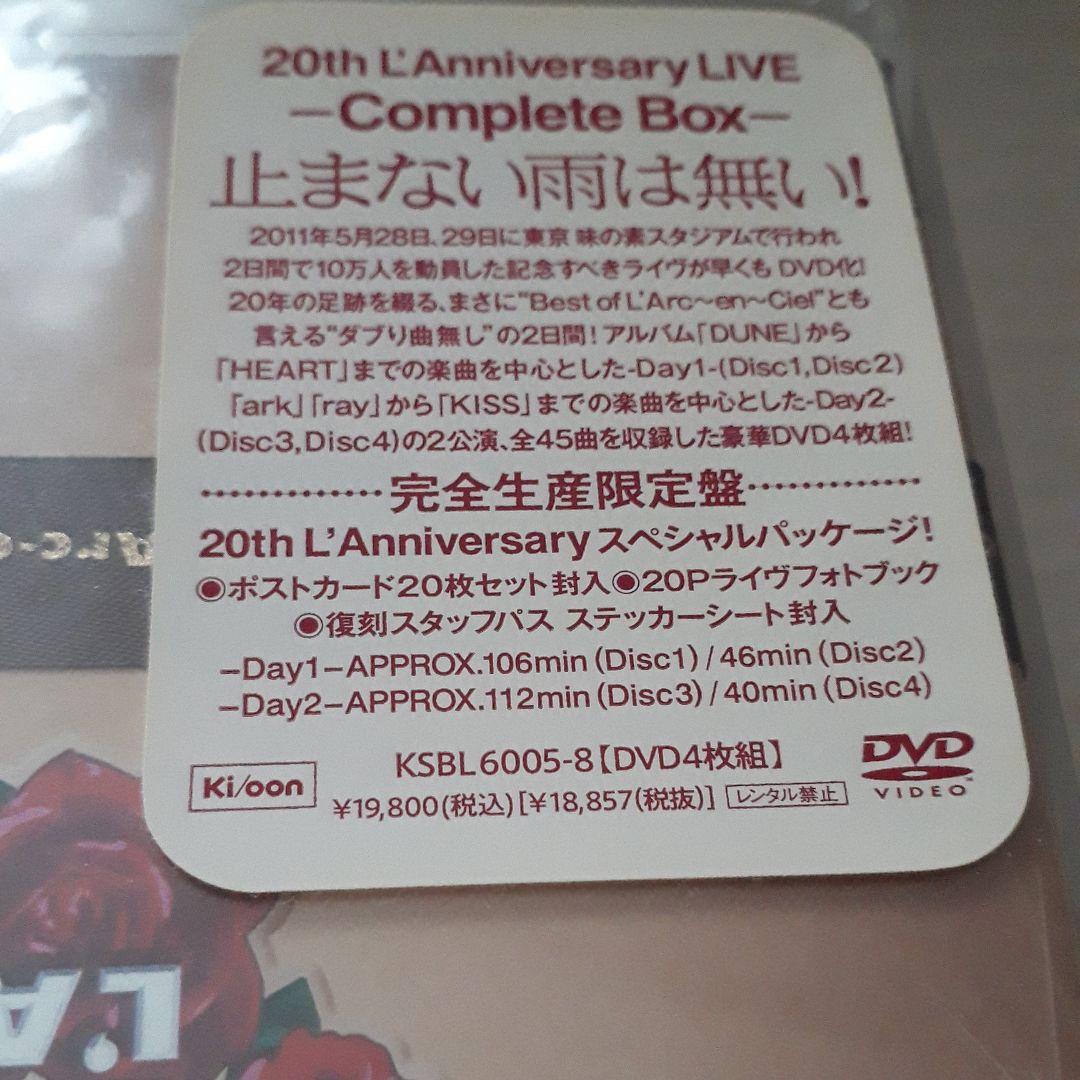 20th L'Anniversary LIVE
−Complete Box−
止まない雨は無い!
2011年5月28日、29日に東京 味の素スタジアムで行われ
2日間で10万人を動員した記念すべきライヴが早くも DVD化!
20年の足跡を綴る、まさに"Best of L'Arc〜en〜Ciel"とも
言える"ダブり曲無し"の2日間! アルバム「DUNE」から
「HEART」までの楽曲を中心とした-Day1-(Disc1,Disc2)
「ark」「ray」から「KISS」までの楽曲を中心とした-Day2-
(Disc3,Disc4)の2公演、全45曲を収録した豪華DVD4枚組!
·············完全生産限定盤·············
20th L'Anniversary スペシャルパッケージ!
◉ポストカード20枚セット封入◉20Pライヴフォトブック
◉復刻スタッフパス ステッカーシート封入
−Day1−APPROX.106min (Disc1) / 46min (Disc2)
−Day2−APPROX.112min (Disc3) / 40min (Disc4)
Ki/oon
KSBL 6005-8【DVD4枚組】
¥19,800(税込) [¥18,857(税抜)]
レンタル禁止
DVD
VIDEO™
L'A